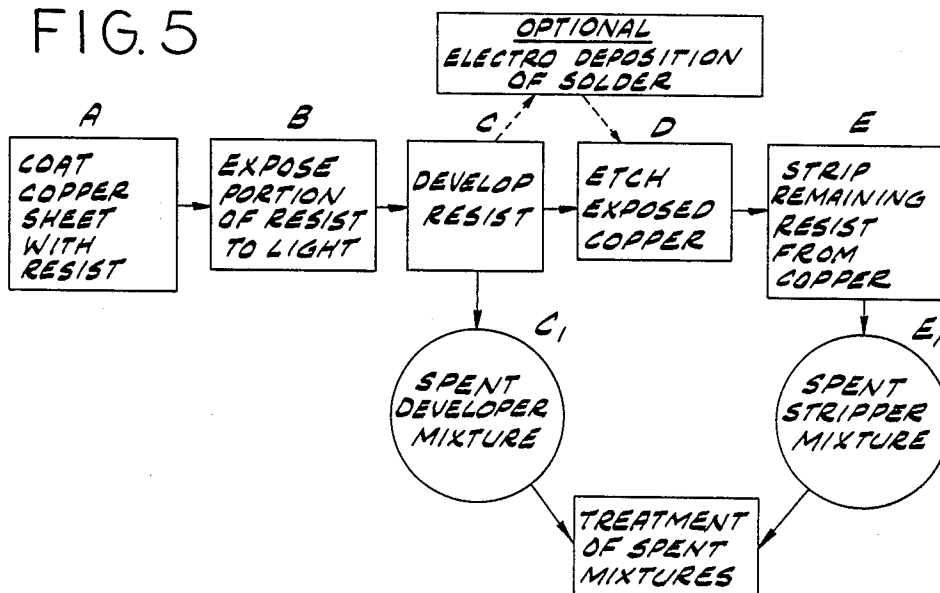 FIG. 5
OPTIONAL
ELECTRO DEPOSITION
OF SOLDER
A
COAT
COPPER
SHEET
WITH
RESIST
B
EXPOSE
PORTION
OF RESIST
TO LIGHT
C
DEVELOP
RESIST
D
ETCH
EXPOSED
COPPER
E
STRIP
REMAINING
RESIST
FROM
COPPER
C1
SPENT
DEVELOPER
MIXTURE
E1
SPENT
STRIPPER
MIXTURE
TREATMENT
OF SPENT
MIXTURES